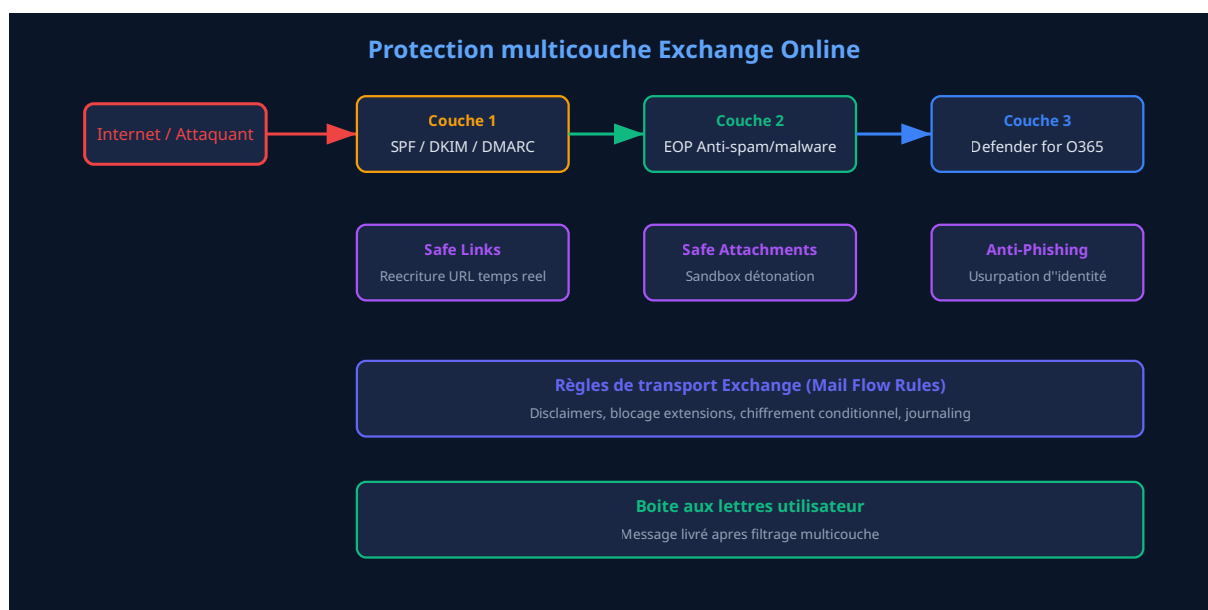 Protection multicouche Exchange Online
Internet / Attaquant
Couche 1
SPF / DKIM / DMARC
Couche 2
EOP Anti-spam/malware
Couche 3
Defender for O365
Safe Links
Reecriture URL temps reel
Safe Attachments
Sandbox détonation
Anti-Phishing
Usurpation d''identité
Règles de transport Exchange (Mail Flow Rules)
Disclaimers, blocage extensions, chiffrement conditionnel, journaling
Boite aux lettres utilisateur
Message livré apres filtrage multicouche